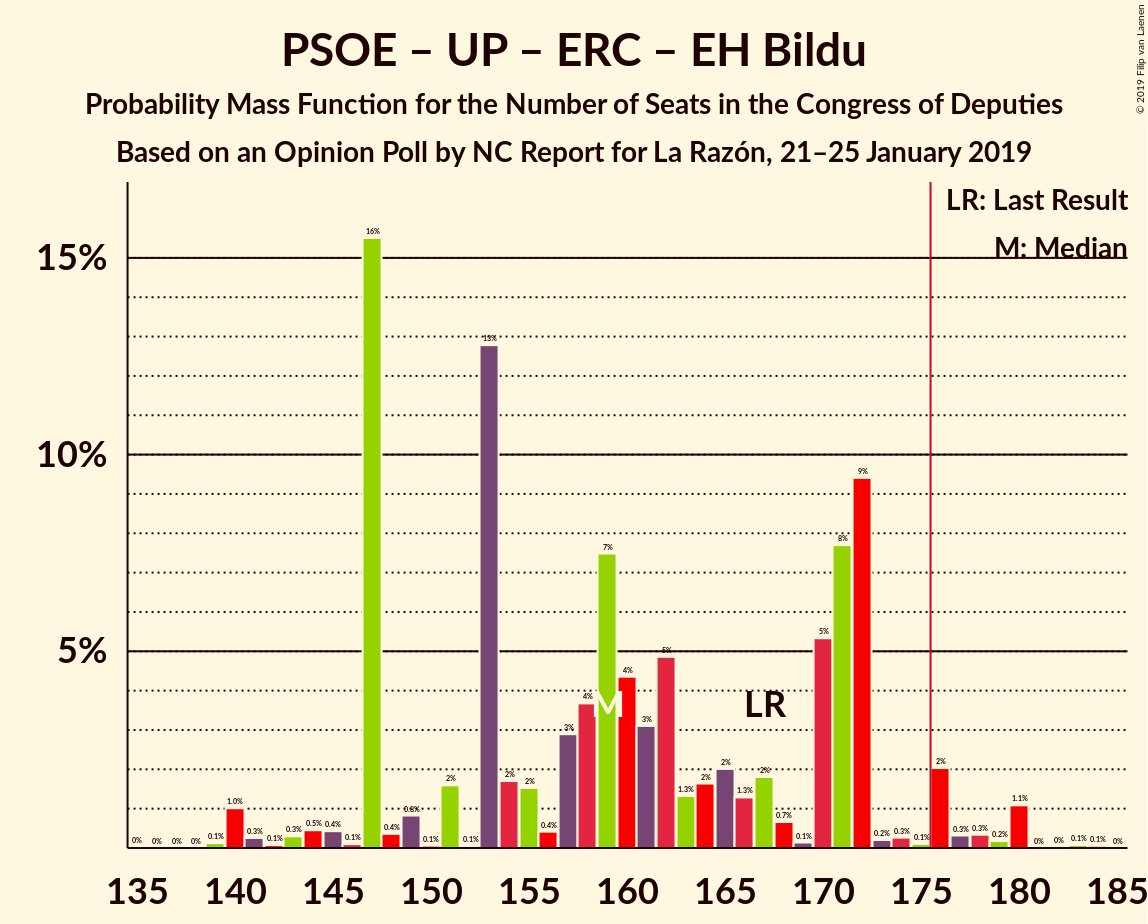 PSOE – UP – ERC – EH Bildu
Probability Mass Function for the Number of Seats in the Congress of Deputies
Based on an Opinion Poll by NC Report for La Razón, 21–25 January 2019
© 2019 Filip van Laenen
LR: Last Result
M: Median
15%
10%
5%
0% 0% 0% 0% 0.1% 1.0% 0.3% 0.1% 0.3% 0.5% 0.4% 0.1% 16% 0.4% 0.8% 0.1% 2% 0.1% 13% 2% 2% 0.4% 3% 4% 7% 4% 3% 5% 1.3% 2% 2% 1.3% 2% 0.7% 0.1% 5% 8% 9% 0.2% 0.3% 0.1% 2% 0.3% 0.3% 0.2% 1.1% 0% 0% 0.1% 0.1% 0%
M
LR
135 140 145 150 155 160 165 170 175 180 185